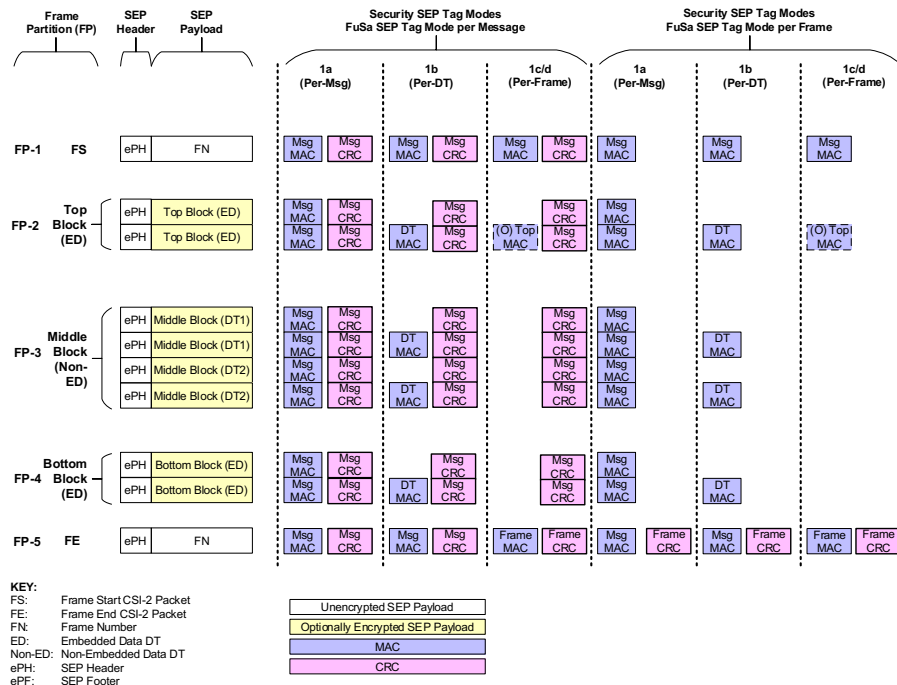 Frame Partition (FP)
SEP Header
SEP Payload
Security SEP Tag Modes
FuSa SEP Tag Mode per Message
Security SEP Tag Modes
FuSa SEP Tag Mode per Frame
1a (Per-Msg)
1b (Per-DT)
1c/d (Per-Frame)
1a (Per-Msg)
1b (Per-DT)
1c/d (Per-Frame)
FP-1 FS ePH FN Msg MAC Msg CRC Msg MAC Msg CRC Msg MAC Msg CRC Msg MAC Msg MAC Msg MAC
FP-2 Top Block (ED)
ePH Top Block (ED) Msg MAC Msg CRC Msg CRC Msg CRC Msg MAC
ePH Top Block (ED) Msg MAC Msg CRC DT MAC Msg CRC (O) Top MAC Msg CRC Msg MAC DT MAC (O) Top MAC
FP-3 Middle Block (Non-ED)
ePH Middle Block (DT1) Msg MAC Msg CRC Msg CRC Msg CRC Msg MAC
ePH Middle Block (DT1) Msg MAC Msg CRC DT MAC Msg CRC Msg CRC Msg MAC DT MAC
ePH Middle Block (DT2) Msg MAC Msg CRC Msg CRC Msg CRC Msg MAC
ePH Middle Block (DT2) Msg MAC Msg CRC DT MAC Msg CRC Msg CRC Msg MAC DT MAC
FP-4 Bottom Block (ED)
ePH Bottom Block (ED) Msg MAC Msg CRC Msg CRC Msg CRC Msg MAC
ePH Bottom Block (ED) Msg MAC Msg CRC DT MAC Msg CRC Msg CRC Msg MAC DT MAC
FP-5 FE ePH FN Msg MAC Msg CRC Msg MAC Msg CRC Frame MAC Frame CRC Msg MAC Frame CRC Msg MAC Frame CRC Frame MAC Frame CRC
KEY:
FS: Frame Start CSI-2 Packet
FE: Frame End CSI-2 Packet
FN: Frame Number
ED: Embedded Data DT
Non-ED: Non-Embedded Data DT
ePH: SEP Header
ePF: SEP Footer
Unencrypted SEP Payload
Optionally Encrypted SEP Payload
MAC
CRC